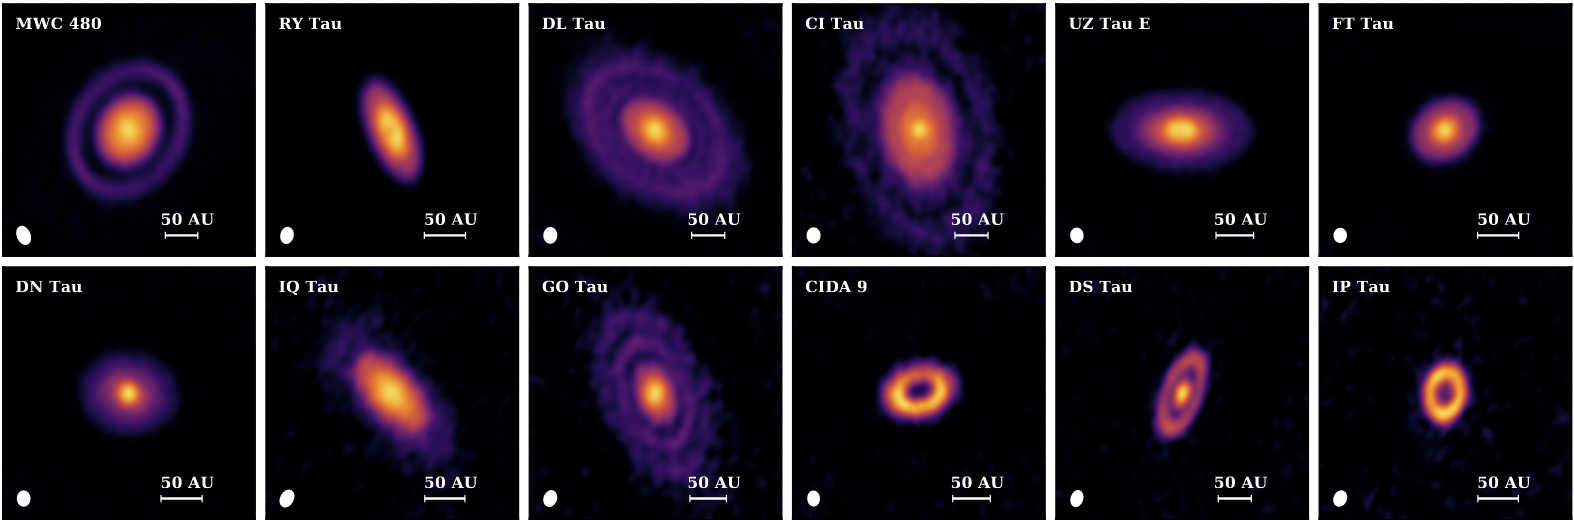 MWC 480
50 AU
RY Tau
50 AU
DL Tau
50 AU
CI Tau
50 AU
UZ Tau E
50 AU
FT Tau
50 AU
DN Tau
50 AU
IQ Tau
50 AU
GO Tau
50 AU
CIDA 9
50 AU
DS Tau
50 AU
IP Tau
50 AU